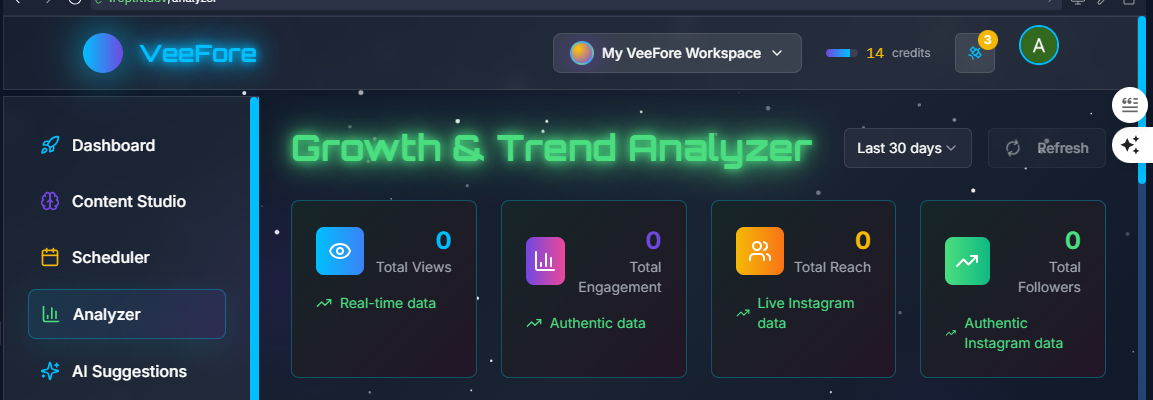 VeeFore
My VeeFore Workspace
14 credits
3
A
Dashboard
Content Studio
Scheduler
Analyzer
AI Suggestions
Growth & Trend Analyzer
Last 30 days
Refresh
0
Total Views
Real-time data
0
Total
Engagement
Authentic data
0
Total Reach
Live Instagram
data
0
Total
Followers
Authentic
Instagram data